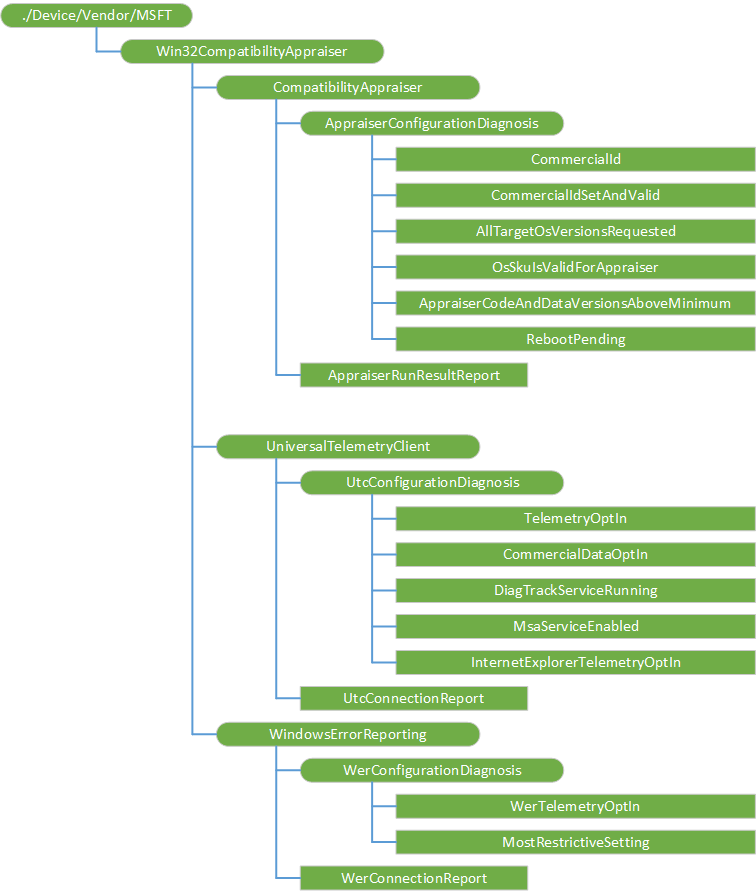 ./Device/Vendor/MSFT
Win32CompatibilityAppraiser
CompatibilityAppraiser
AppraiserConfigurationDiagnosis
CommercialId
CommercialIdSetAndValid
AllTargetOsVersionsRequested
OsSkuIsValidForAppraiser
AppraiserCodeAndDataVersionsAboveMinimum
RebootPending
AppraiserRunResultReport
UniversalTelemetryClient
UtcConfigurationDiagnosis
TelemetryOptIn
CommercialDataOptIn
DiagTrackServiceRunning
MsaServiceEnabled
InternetExplorerTelemetryOptIn
UtcConnectionReport
WindowsErrorReporting
WerConfigurationDiagnosis
WerTelemetryOptIn
MostRestrictiveSetting
WerConnectionReport